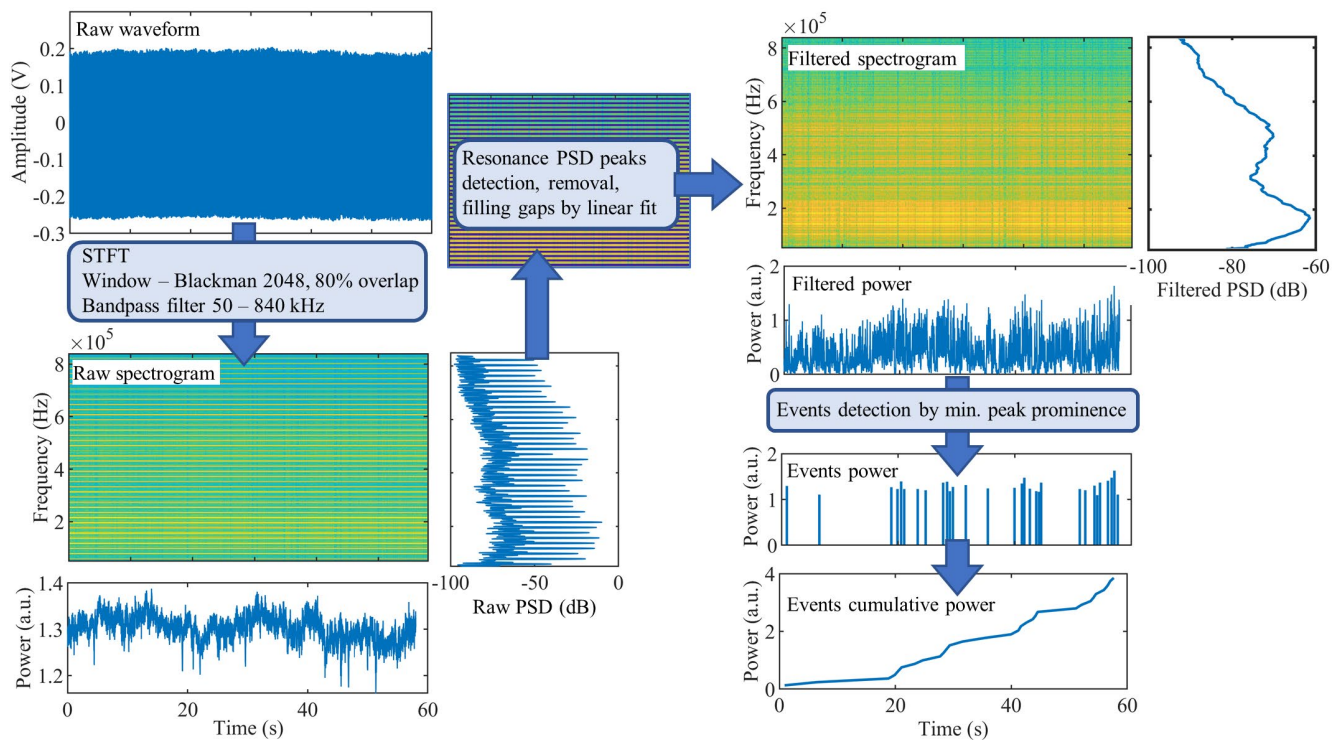 Raw waveform
Amplitude (V)
0.2
0.1
0
-0.1
-0.2
-0.3
STFT
Window – Blackman 2048, 80% overlap
Bandpass filter 50 – 840 kHz
×10⁵
Raw spectrogram
Frequency (Hz)
8
6
4
2
-100
-50
0
Raw PSD (dB)
Power (a.u.)
1.4
1.3
1.2
0
20
40
60
Time (s)
Resonance PSD peaks
detection, removal,
filling gaps by linear fit
×10⁵
Filtered spectrogram
Frequency (Hz)
8
6
4
2
-100
-80
-60
Filtered PSD (dB)
Filtered power
Power (a.u.)
2
1
0
Events detection by min. peak prominence
Events power
Power (a.u.)
2
1
0
Events cumulative power
Power (a.u.)
4
2
0
0
20
40
60
Time (s)